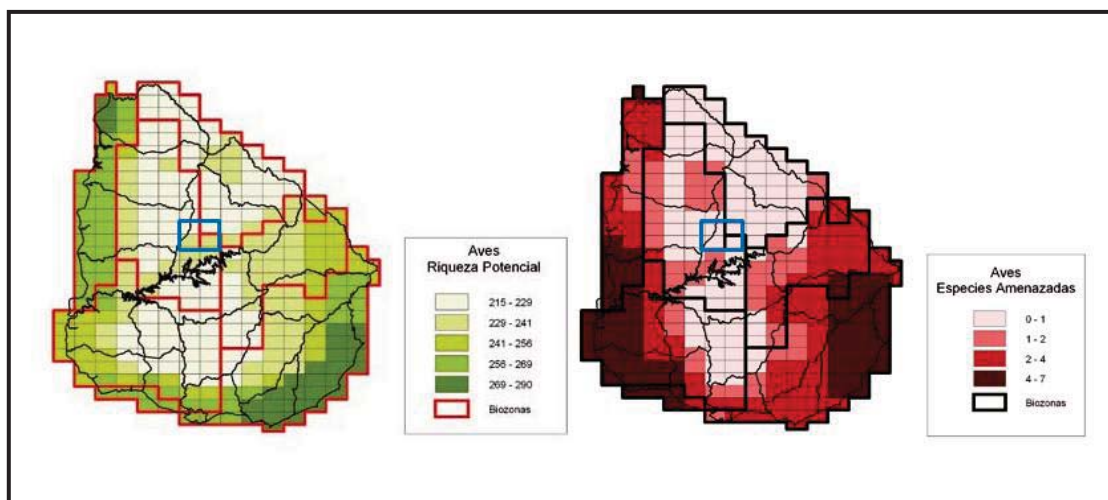 Aves
Riqueza Potencial
215 - 229
229 - 241
241 - 256
256 - 269
269 - 290
Biozonas
Aves
Especies Amenazadas
0 - 1
1 - 2
2 - 4
4 - 7
Biozonas